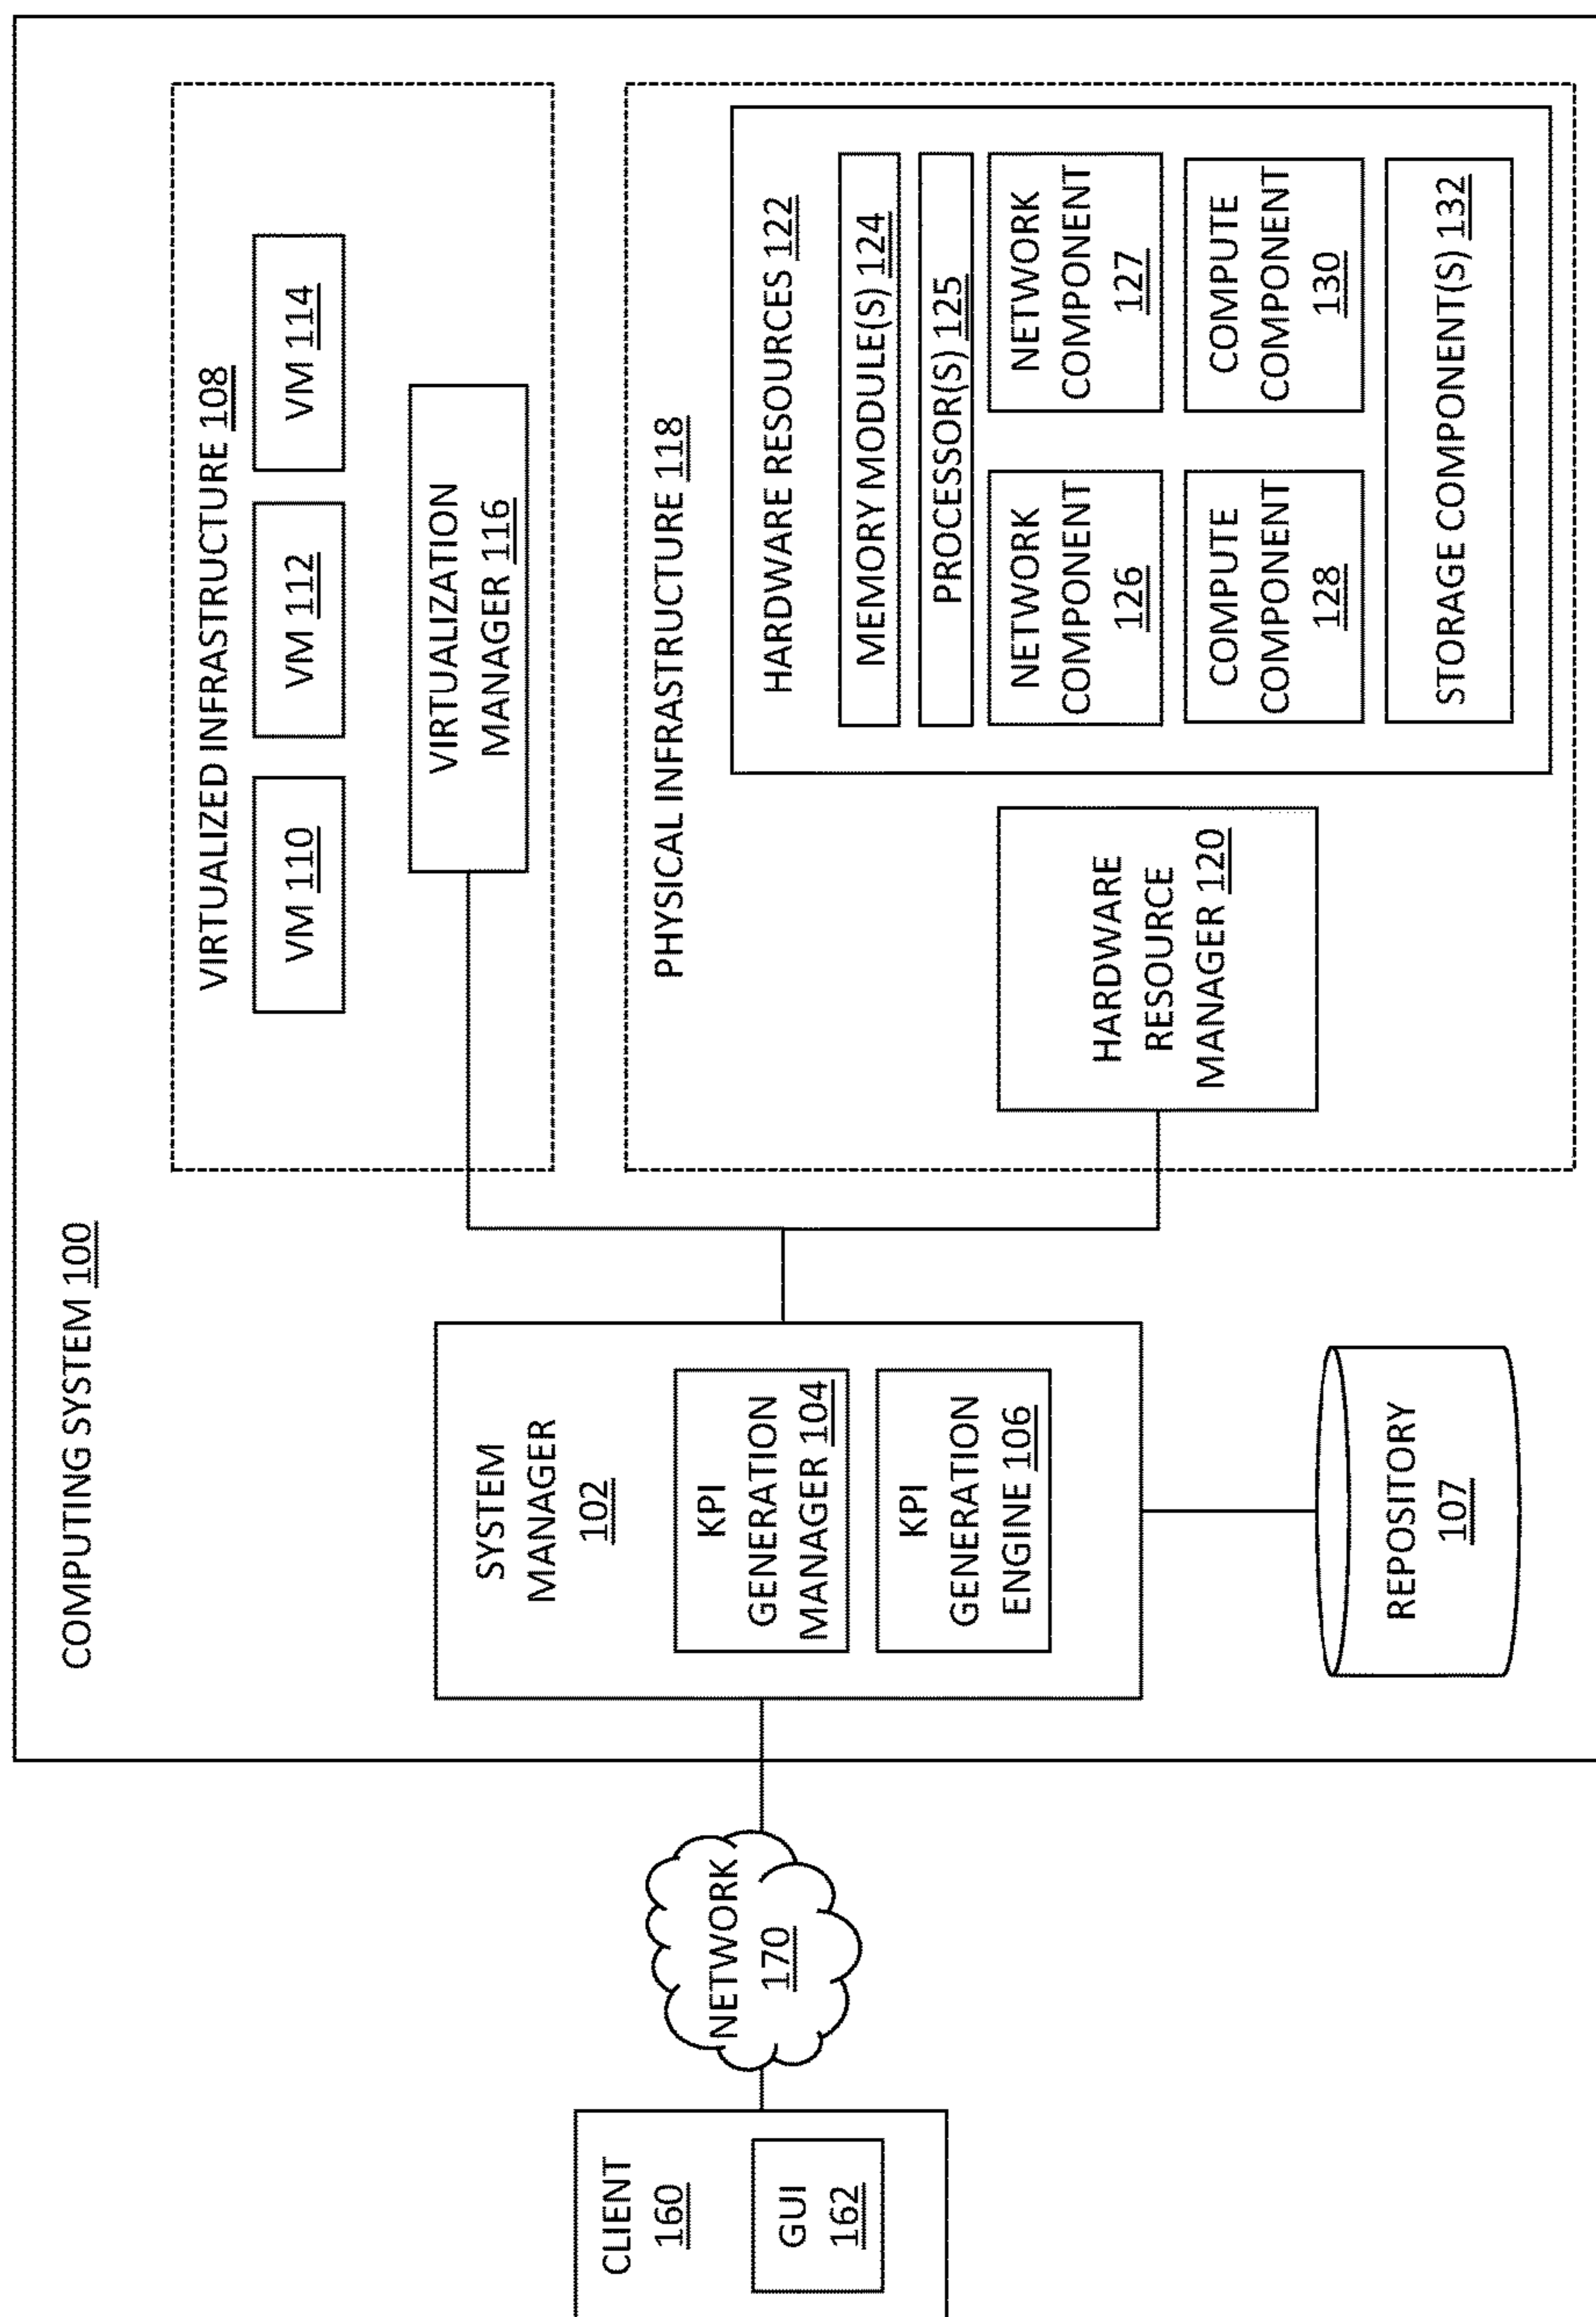 COMPUTING SYSTEM 100
CLIENT
160
GUI
162
NETWORK
170
SYSTEM
MANAGER
102
KPI
GENERATION
MANAGER 104
KPI
GENERATION
ENGINE 106
REPOSITORY
107
VIRTUALIZED INFRASTRUCTURE 108
VM 110
VM 112
VM 114
VIRTUALIZATION
MANAGER 116
PHYSICAL INFRASTRUCTURE 118
HARDWARE
RESOURCE
MANAGER 120
HARDWARE RESOURCES 122
MEMORY MODULE(S) 124
PROCESSOR(S) 125
NETWORK
COMPONENT
126
NETWORK
COMPONENT
127
COMPUTE
COMPONENT
128
COMPUTE
COMPONENT
130
STORAGE COMPONENT(S) 132